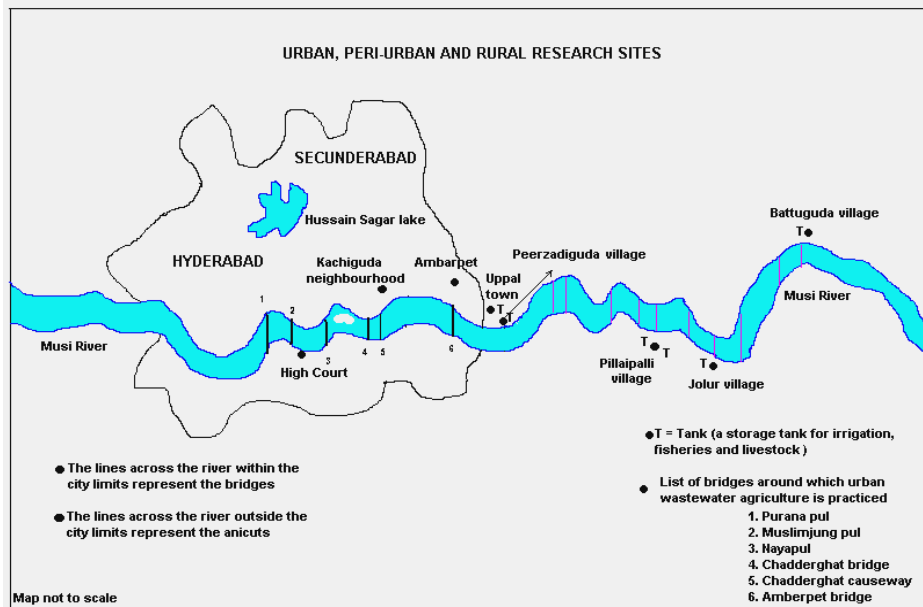 URBAN, PERI-URBAN AND RURAL RESEARCH SITES
SECUNDERABAD
Hussain Sagar lake
Battuguda village
T
HYDERABAD
Kachiguda
neighbourhood
Ambarpet
Peerzadiguda village
Uppal
town
T
T
1
2
Musi River
Musi River
3
4
5
6
High Court
T
T
Pillaipalli
village
T
Jolur village
T = Tank (a storage tank for irrigation,
fisheries and livestock )
The lines across the river within the
city limits represent the bridges
List of bridges around which urban
wastewater agriculture is practiced
The lines across the river outside the
city limits represent the anicuts
1. Purana pul
2. Muslimjung pul
3. Nayapul
4. Chadderghat bridge
5. Chadderghat causeway
6. Amberpet bridge
Map not to scale